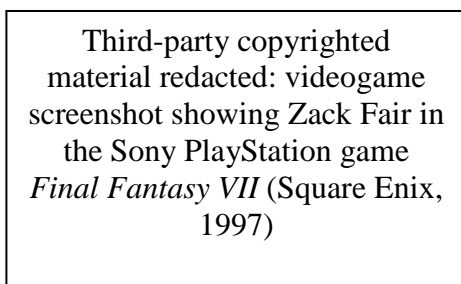 Third-party copyrighted
material redacted: videogame
screenshot showing Zack Fair in
the Sony PlayStation game
Final Fantasy VII (Square Enix,
1997)